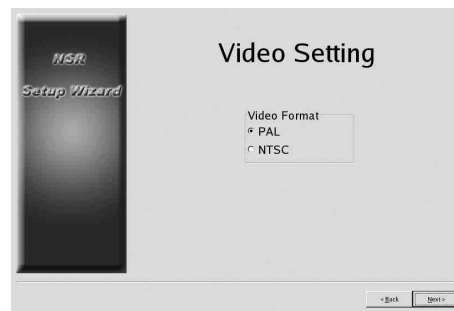 NSR
Setup Wizard
Video Setting
Video Format
PAL
NTSC
<Back
Next>